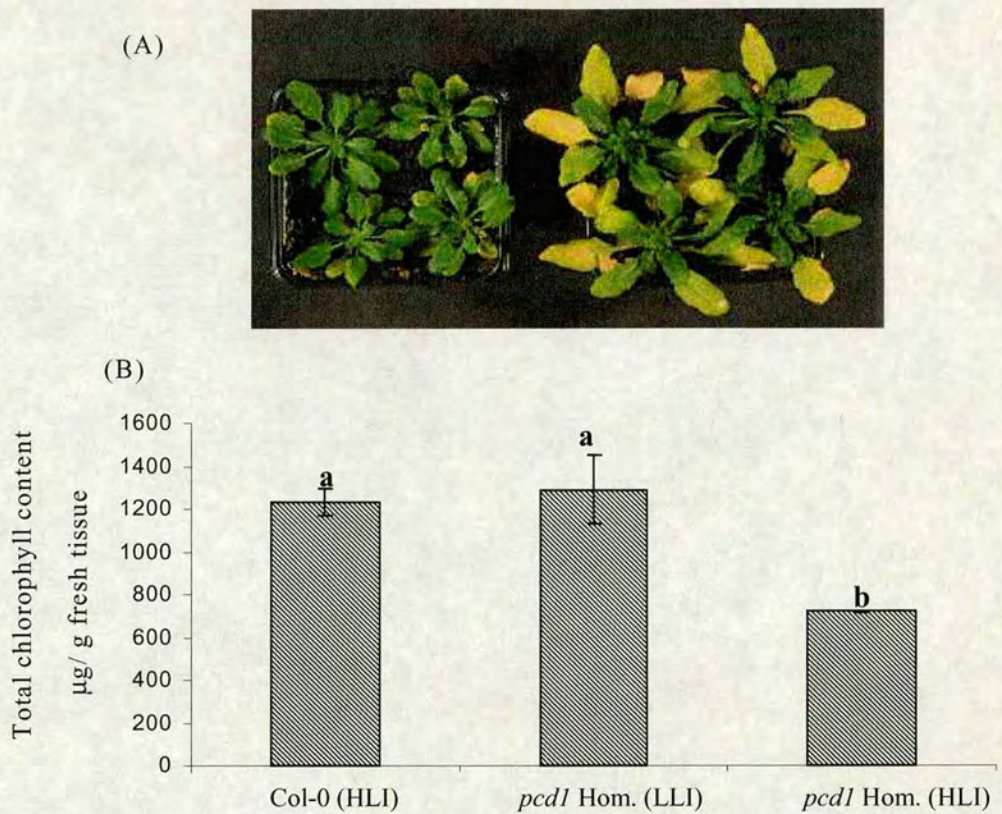 (A)
(B)
Total chlorophyll content
µg/ g fresh tissue
1600
1400
1200
1000
800
600
400
200
0
a
a
b
Col-0 (HLI)
pcd1 Hom. (LLI)
pcd1 Hom. (HLI)